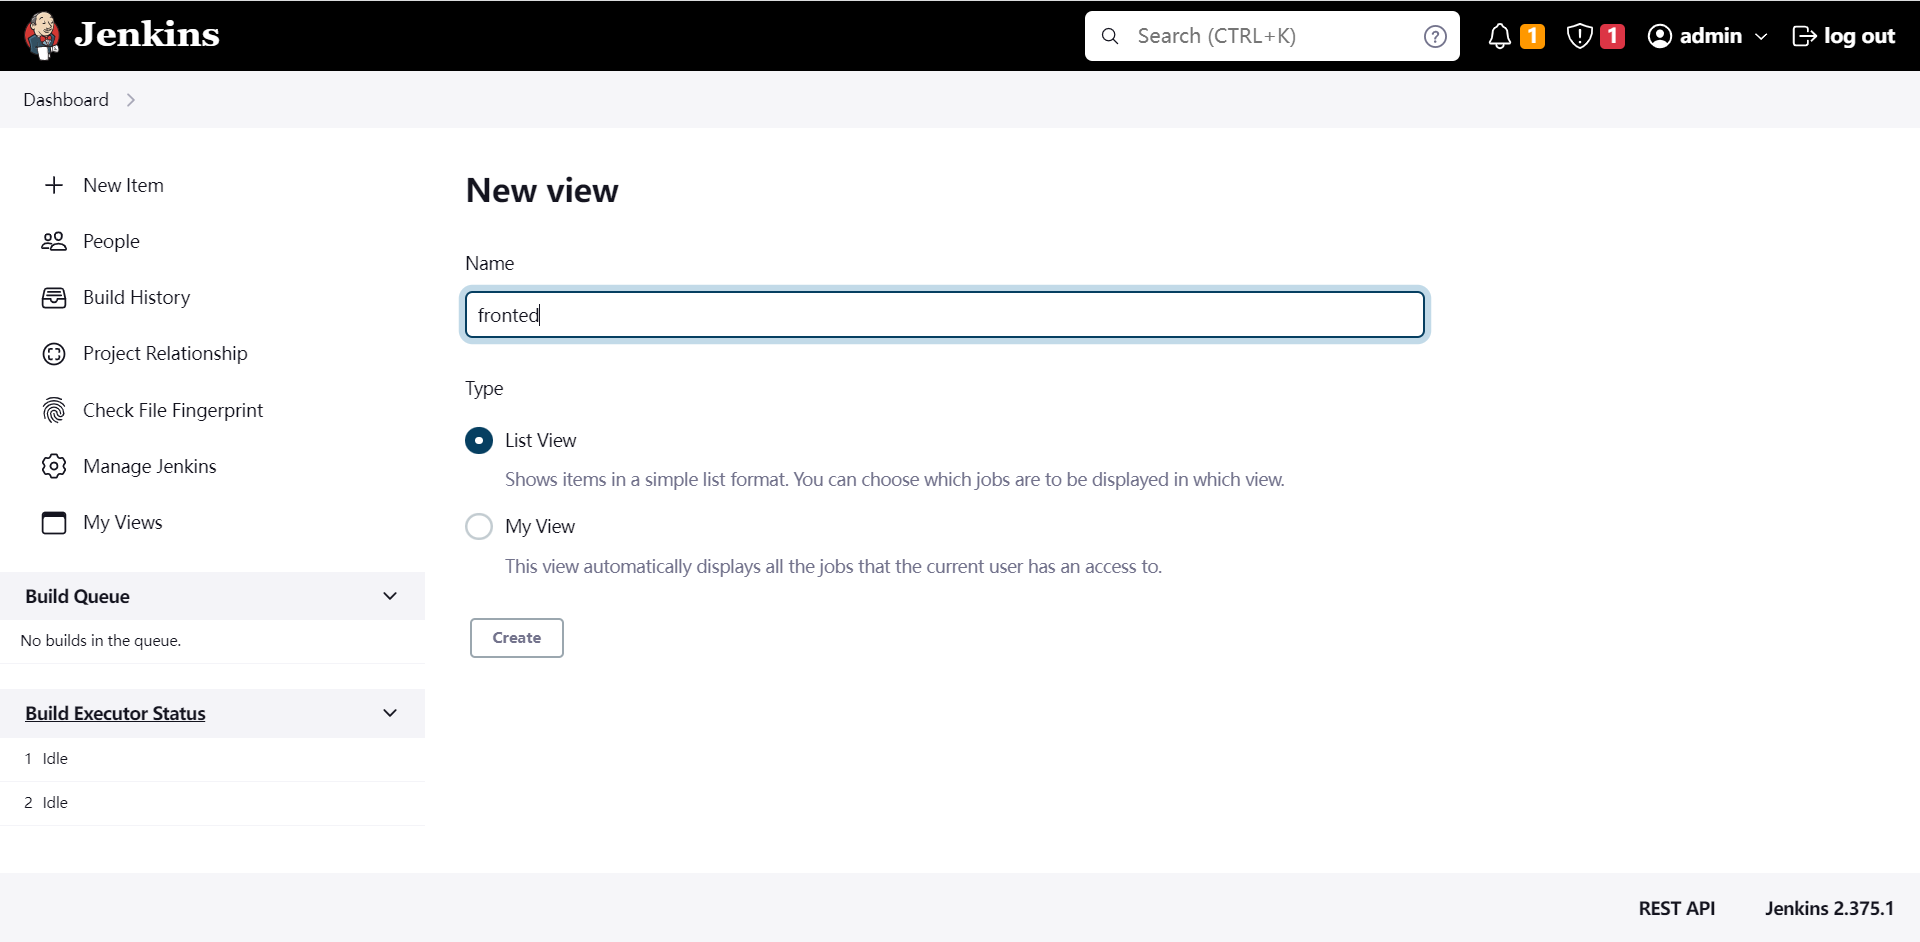 Jenkins
Search (CTRL+K)
1
1
admin
log out
Dashboard
New Item
People
Build History
Project Relationship
Check File Fingerprint
Manage Jenkins
My Views
Build Queue
No builds in the queue.
Build Executor Status
1 Idle
2 Idle
New view
Name
fronted
Type
List View
Shows items in a simple list format. You can choose which jobs are to be displayed in which view.
My View
This view automatically displays all the jobs that the current user has an access to.
Create
REST API
Jenkins 2.375.1